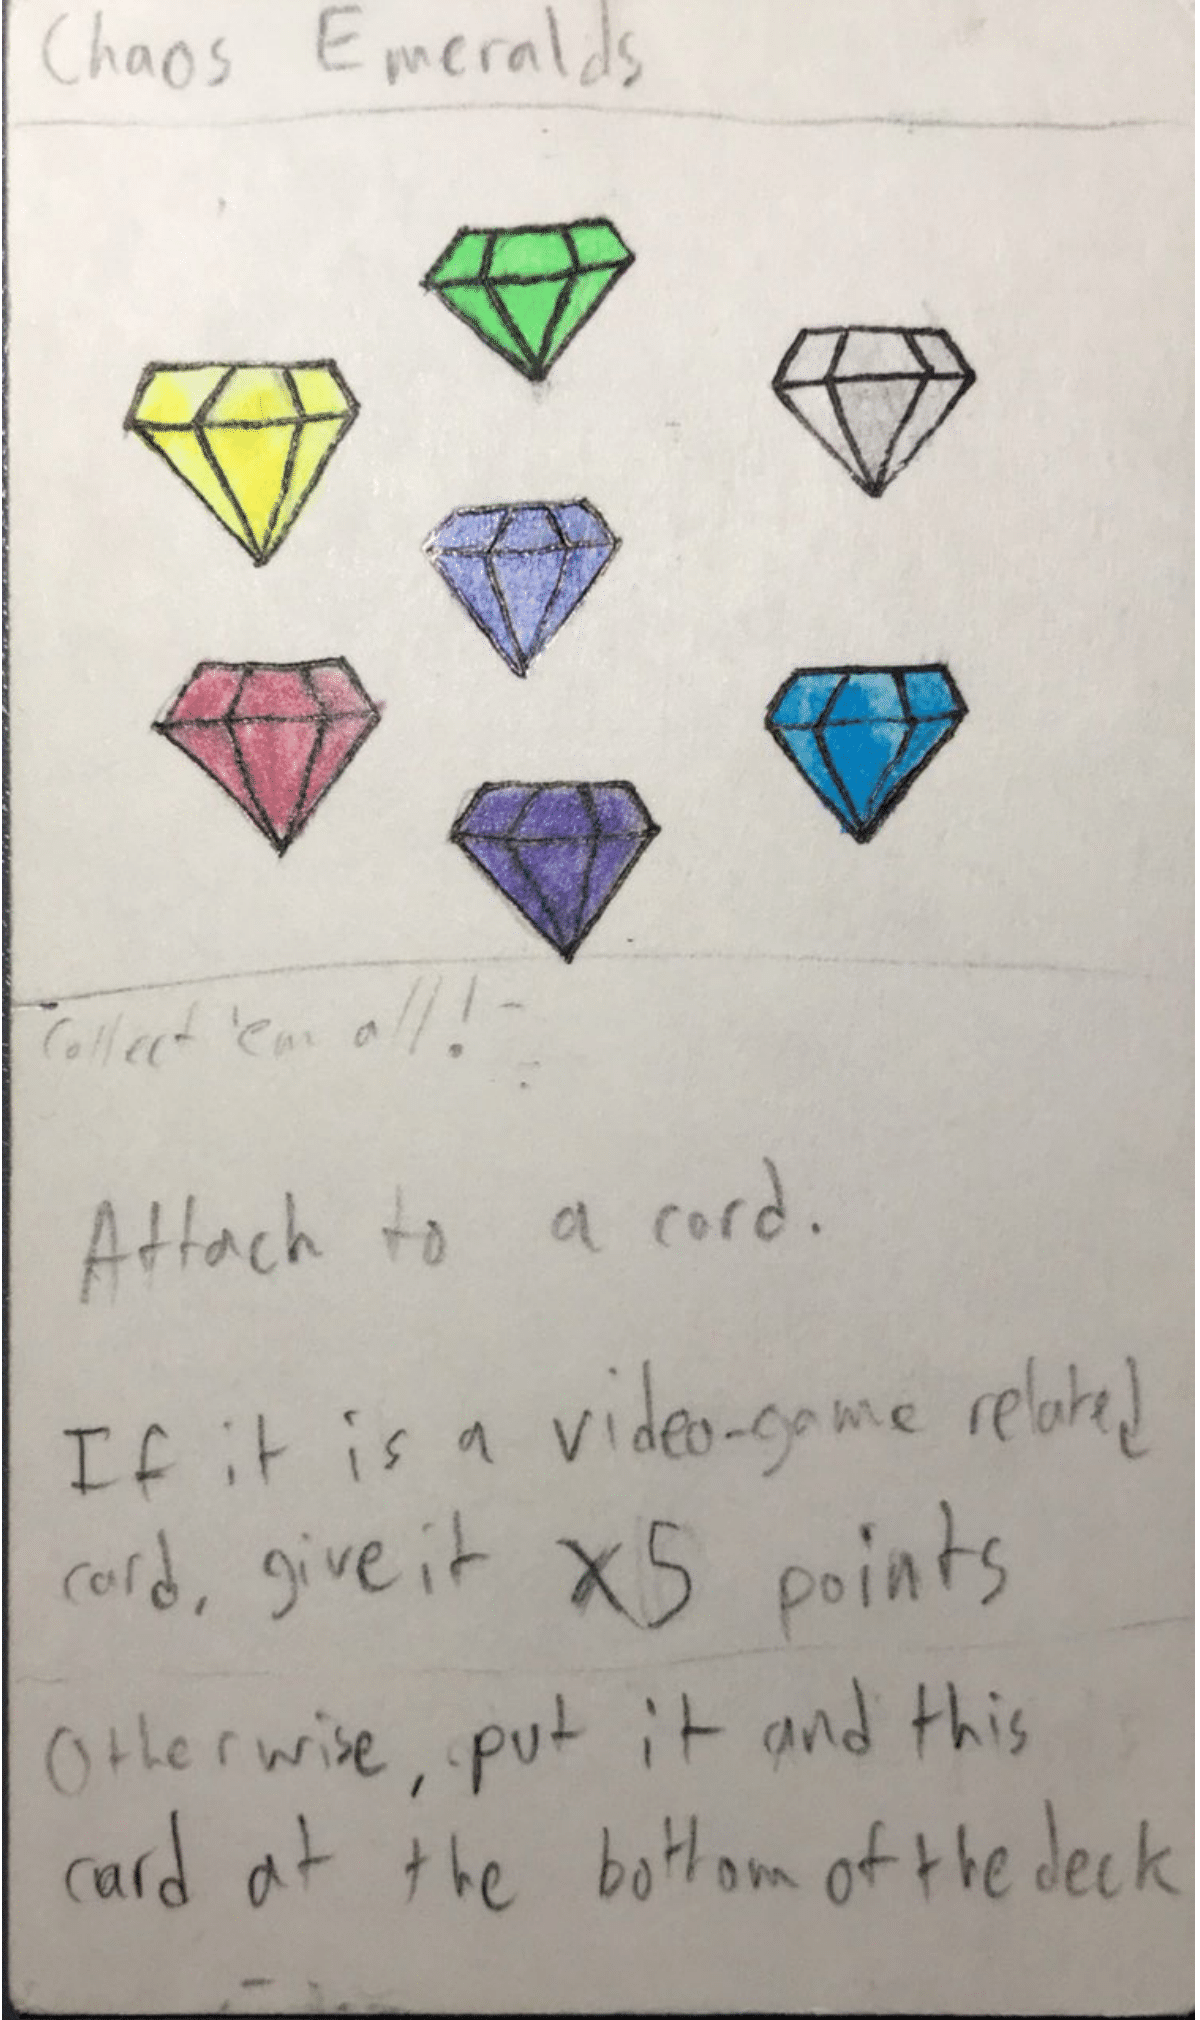 Chaos Emeralds
Collect 'em all!
Attach to a card.
If it is a video-game related
card, give it x5 points
Otherwise, put it and this
card at the bottom of the deck